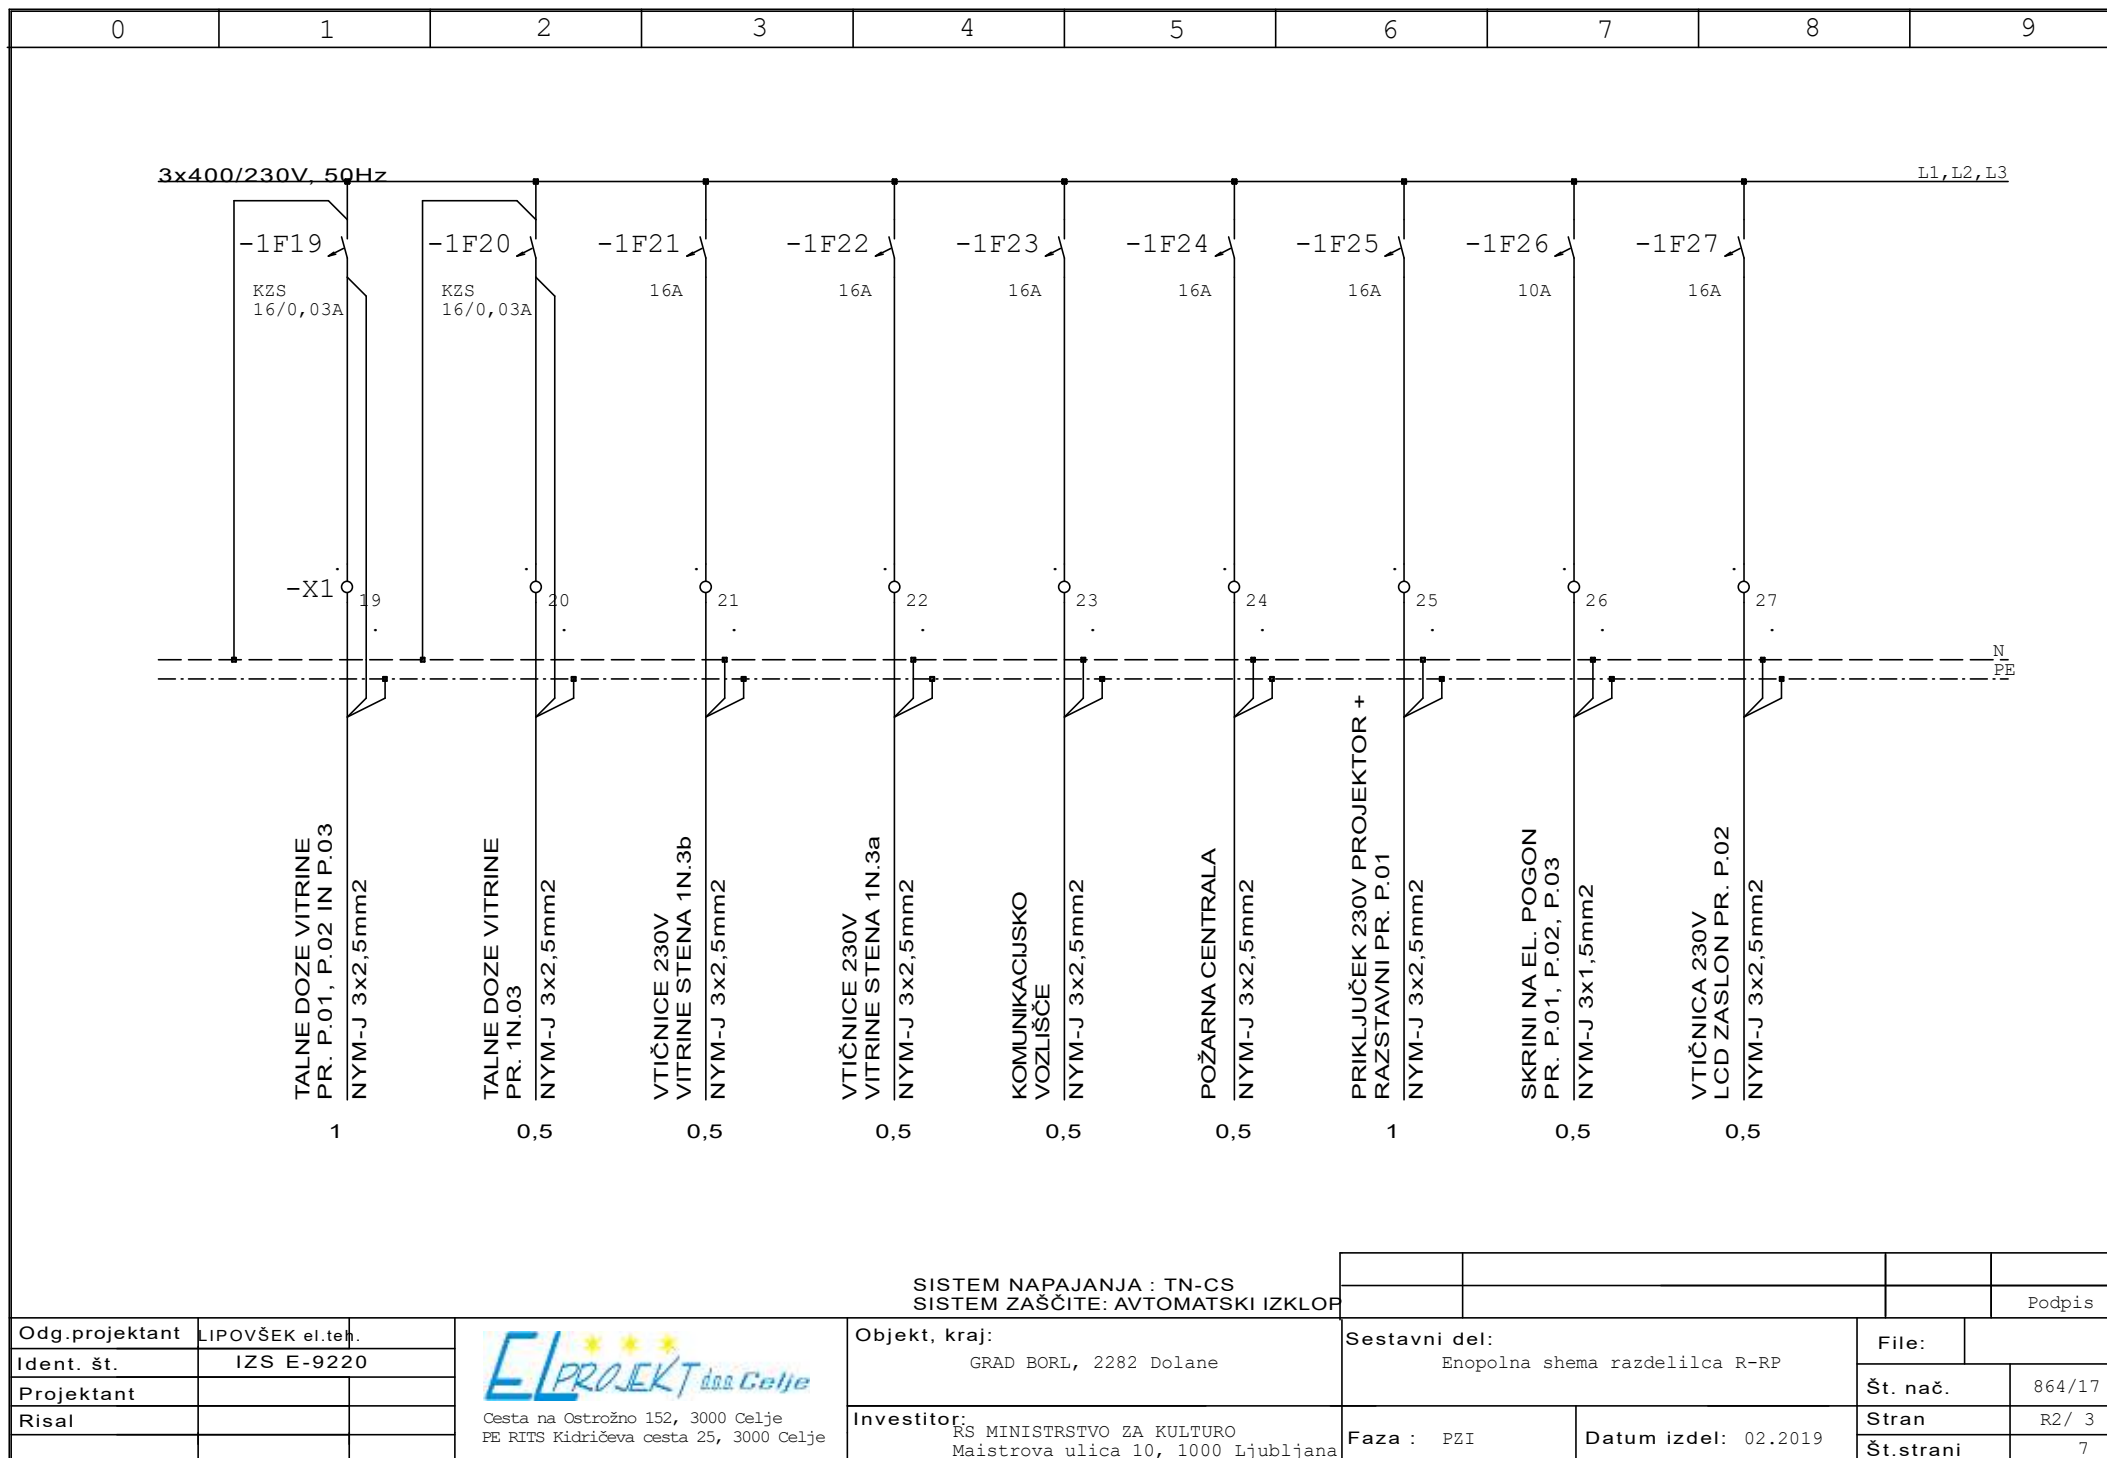 0 1 2 3 4 5 6 7 8 9
3x400/230V, 50Hz
L1,L2,L3
-1F19 -1F20 -1F21 -1F22 -1F23 -1F24 -1F25 -1F26 -1F27
KZS
16/0,03A
KZS
16/0,03A
16A 16A 16A 16A 16A 10A 16A
-X1
19 20 21 22 23 24 25 26 27
N
PE
TALNE DOZE VITRINE
PR. P.01, P.02 IN P.03
NYM-J 3x2,5mm2
TALNE DOZE VITRINE
PR. 1N.03
NYM-J 3x2,5mm2
VTIČNICE 230V
VITRINE STENA 1N.3b
NYM-J 3x2,5mm2
VTIČNICE 230V
VITRINE STENA 1N.3a
NYM-J 3x2,5mm2
KOMUNIKACIJSKO
VOZLIŠČE
NYM-J 3x2,5mm2
POŽARNA CENTRALA
NYM-J 3x2,5mm2
PRIKLJUČEK 230V PROJEKTOR +
RAZSTAVNI PR. P.01
NYM-J 3x2,5mm2
SKRINI NA EL. POGON
PR. P.01, P.02, P.03
NYM-J 3x1,5mm2
VTIČNICA 230V
LCD ZASLON PR. P.02
NYM-J 3x2,5mm2
1 0,5 0,5 0,5 0,5 0,5 1 0,5 0,5
SISTEM NAPAJANJA : TN-CS
SISTEM ZAŠČITE: AVTOMATSKI IZKLOP
Podpis
Odg.projektant LIPOVŠEK el.teh.
Ident. št. IZS E-9220
Projektant
Risal
ELPROJEKT d.o.o. Celje
Cesta na Ostrožno 152, 3000 Celje
PE RITS Kidričeva cesta 25, 3000 Celje
Objekt, kraj:
GRAD BORL, 2282 Dolane
Investitor:
RS MINISTRSTVO ZA KULTURO
Maistrova ulica 10, 1000 Ljubljana
Sestavni del:
Enopolna shema razdelilca R-RP
Faza : PZI
Datum izdel: 02.2019
File:
Št. nač. 864/17
Stran R2/ 3
Št.strani 7